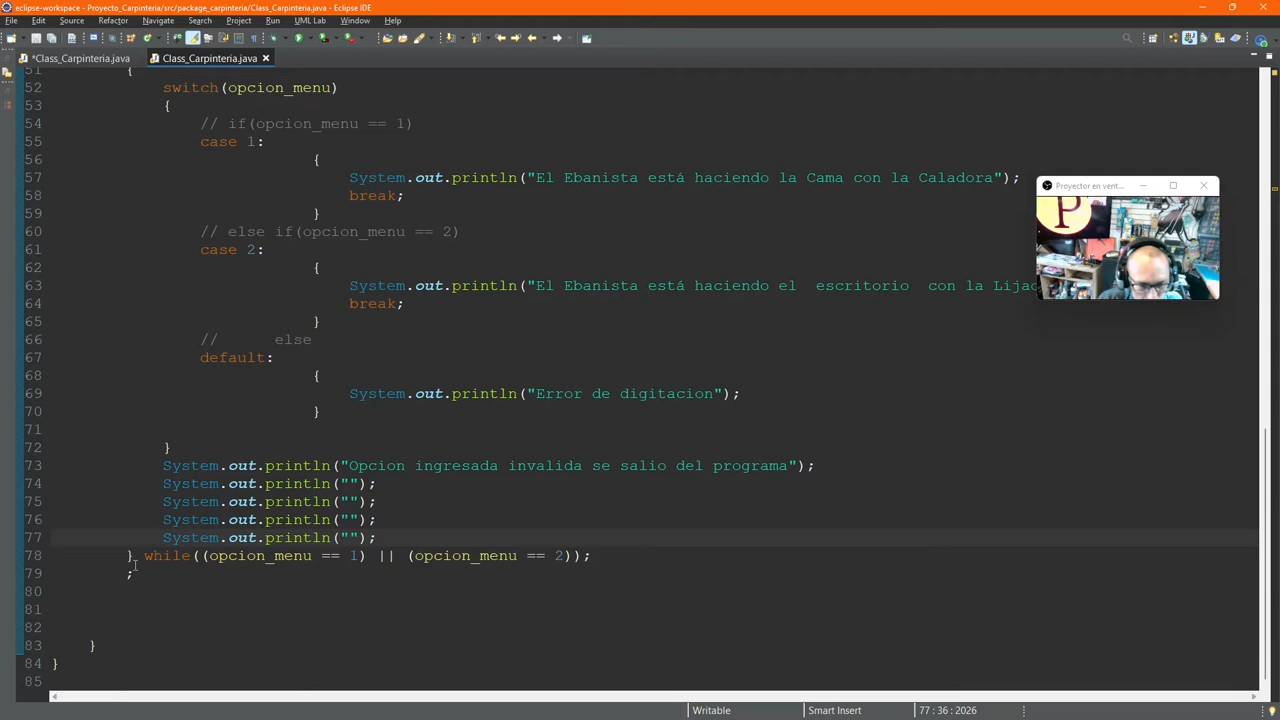 eclipse-workspace - Proyecto_Carpinteria/src/package_carpinteria/Class_Carpinteria.java - Eclipse IDE
File Edit Source Refactor Navigate Search Project Run UML Lab Window Help
*Class_Carpinteria.java Class_Carpinteria.java
51 {
52 switch(opcion_menu)
53 {
54 // if(opcion_menu == 1)
55 case 1:
56 {
57 System.out.println("El Ebanista está haciendo la Cama con la Caladora");
58 break;
59 }
60 // else if(opcion_menu == 2)
61 case 2:
62 {
63 System.out.println("El Ebanista está haciendo el  escritorio  con la Lijad
64 break;
65 }
66 // else
67 default:
68 {
69 System.out.println("Error de digitacion");
70 }
71
72 }
73 System.out.println("Opcion ingresada invalida se salio del programa");
74 System.out.println("");
75 System.out.println("");
76 System.out.println("");
77 System.out.println("");
78 } while((opcion_menu == 1) || (opcion_menu == 2));
79 ;
80
81
82
83 }
84 }
85
Proyector en vent...
P
Writable Smart Insert 77 : 36 : 2026